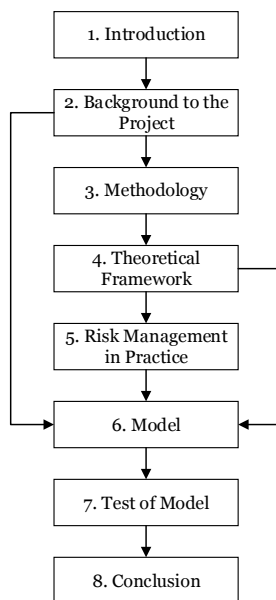 1. Introduction
2. Background to the
Project
3. Methodology
4. Theoretical
Framework
5. Risk Management
in Practice
6. Model
7. Test of Model
8. Conclusion